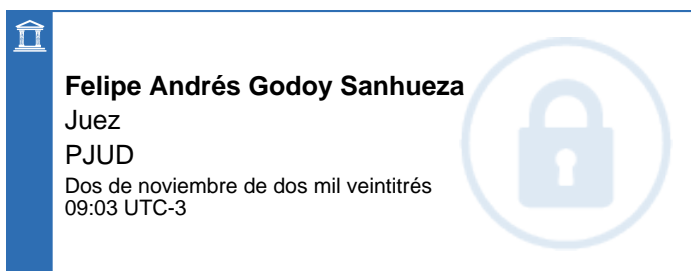 Felipe Andrés Godoy Sanhueza
Juez
PJUD
Dos de noviembre de dos mil veintitrés
09:03 UTC-3